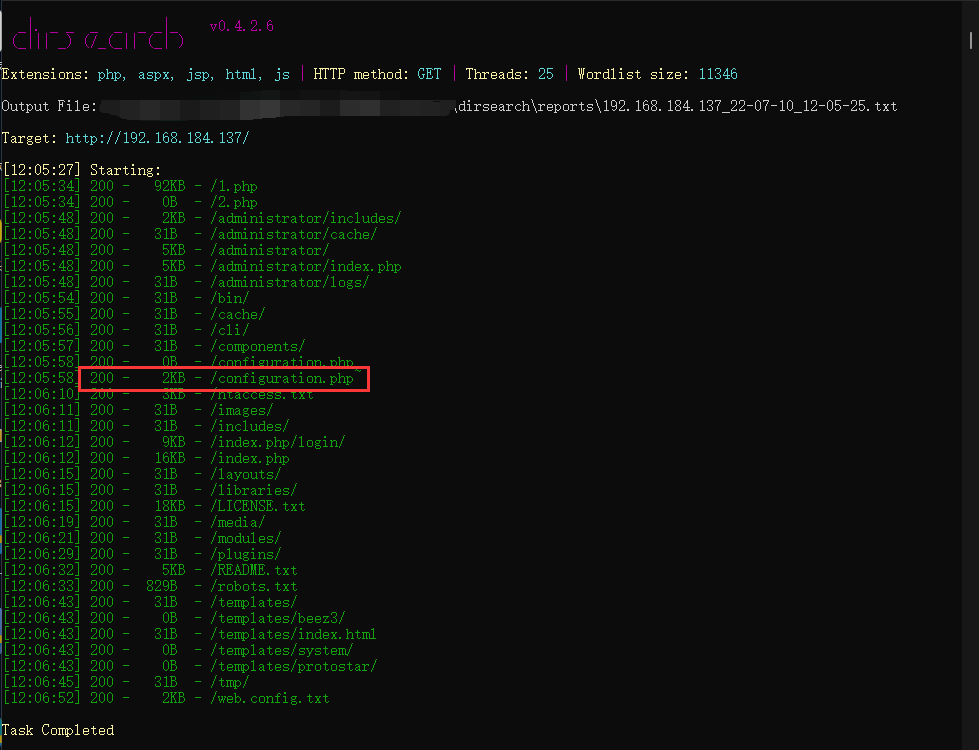 dirsearch v0.4.2.6
Extensions: php, aspx, jsp, html, js | HTTP method: GET | Threads: 25 | Wordlist size: 11346
Output File: \dirsearch\reports\192.168.184.137_22-07-10_12-05-25.txt
Target: http://192.168.184.137/
[12:05:27] Starting:
[12:05:34] 200 - 92KB - /1.php
[12:05:34] 200 - 0B - /2.php
[12:05:48] 200 - 2KB - /administrator/includes/
[12:05:48] 200 - 31B - /administrator/cache/
[12:05:48] 200 - 5KB - /administrator/
[12:05:48] 200 - 5KB - /administrator/index.php
[12:05:48] 200 - 31B - /administrator/logs/
[12:05:54] 200 - 31B - /bin/
[12:05:55] 200 - 31B - /cache/
[12:05:56] 200 - 31B - /cli/
[12:05:57] 200 - 31B - /components/
[12:05:58] 200 - 0B - /configuration.php
[12:05:58] 200 - 2KB - /configuration.php~
[12:06:10] 200 - 3KB - /htaccess.txt
[12:06:11] 200 - 31B - /images/
[12:06:11] 200 - 31B - /includes/
[12:06:12] 200 - 9KB - /index.php/login/
[12:06:12] 200 - 16KB - /index.php
[12:06:15] 200 - 31B - /layouts/
[12:06:15] 200 - 31B - /libraries/
[12:06:15] 200 - 18KB - /LICENSE.txt
[12:06:19] 200 - 31B - /media/
[12:06:21] 200 - 31B - /modules/
[12:06:29] 200 - 31B - /plugins/
[12:06:32] 200 - 5KB - /README.txt
[12:06:33] 200 - 829B - /robots.txt
[12:06:43] 200 - 31B - /templates/
[12:06:43] 200 - 0B - /templates/beez3/
[12:06:43] 200 - 31B - /templates/index.html
[12:06:43] 200 - 0B - /templates/system/
[12:06:43] 200 - 0B - /templates/protostar/
[12:06:45] 200 - 31B - /tmp/
[12:06:52] 200 - 2KB - /web.config.txt
Task Completed